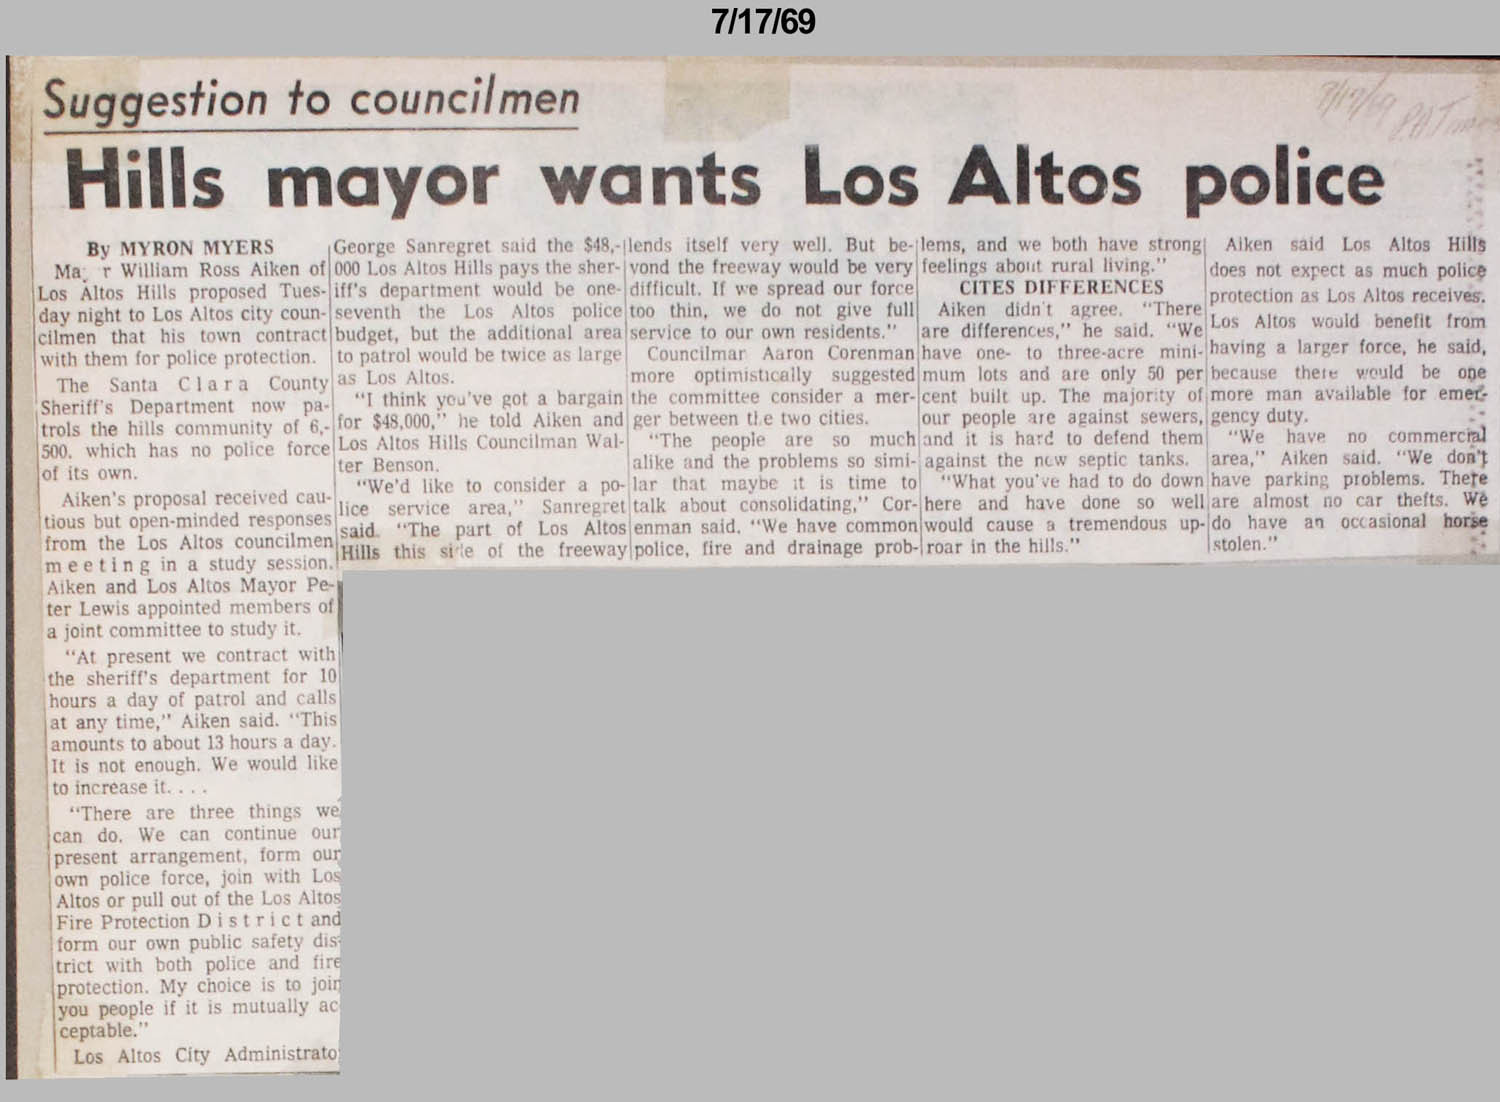 7/17/69
Suggestion to councilmen
7/17/69
Hills mayor wants Los Altos police
By MYRON MYERS
r William Ross Aiken of
Los Altos Hills proposed Tues-
day night to Los Altos city coun-
cilmen that his town contract
with them for police protection.
The Santa Clara County
Sheriff's Department now pa-
trols the hills community of 6,-
500, which has no police force
of its own.
Aiken's proposal received cau-
tious but open-minded responses
from the Los Altos councilmen
meeting in a study session.
Aiken and Los Altos Mayor Pe-
ter Lewis appointed members of
a joint committee to study it.
"At present we contract with
the sheriff's department for 10
hours a day of patrol and calls
at any time," Aiken said. "This
amounts to about 13 hours a day.
It is not enough. We would like
to increase it. . . .
"There are three things we
can do. We can continue our
present arrangement, form our
own police force, join with Los
Altos or pull out of the Los Altos
Fire Protection District and
form our own public safety dis-
trict with both police and fire
protection. My choice is to join
you people if it is mutually ac
ceptable."
Los Altos City Administrato
George Sanregret said the $48,-
000 Los Altos Hills pays the sher-
iff's department would be one-
seventh the Los Altos police
budget, but the additional area
to patrol would be twice as large
as Los Altos.
"I think you've got a bargain
for $48,000," he told Aiken and
Los Altos Hills Councilman Wal-
ter Benson.
"We'd like to consider a po-
lice service area," Sanregret
said. "The part of Los Altos
Hills this side of the freeway
lends itself very well. But be-
yond the freeway would be very
difficult. If we spread our force
too thin, we do not give full
service to our own residents."
Councilmar Aaron Corenman
more optimistically suggested
the committee consider a mer-
ger between the two cities.
"The people are so much
alike and the problems so simi-
lar that maybe it is time to
talk about consolidating," Cor-
enman said. "We have common
police, fire and drainage prob-
lems, and we both have strong
feelings about rural living."
CITES DIFFERENCES
Aiken didn't agree. "There
are differences," he said. "We
have one- to three-acre mini-
mum lots and are only 50 per
cent built up. The majority of
our people are against sewers,
and it is hard to defend them
against the new septic tanks.
"What you've had to do down
here and have done so well
would cause a tremendous up-
roar in the hills."
Aiken said Los Altos Hills
does not expect as much police
protection as Los Altos receives.
Los Altos would benefit from
having a larger force, he said,
because there would be one
more man available for emer-
gency duty.
"We have no commercial
area," Aiken said. "We don't
have parking problems. There
are almost no car thefts. We
do have an occasional horse
stolen."